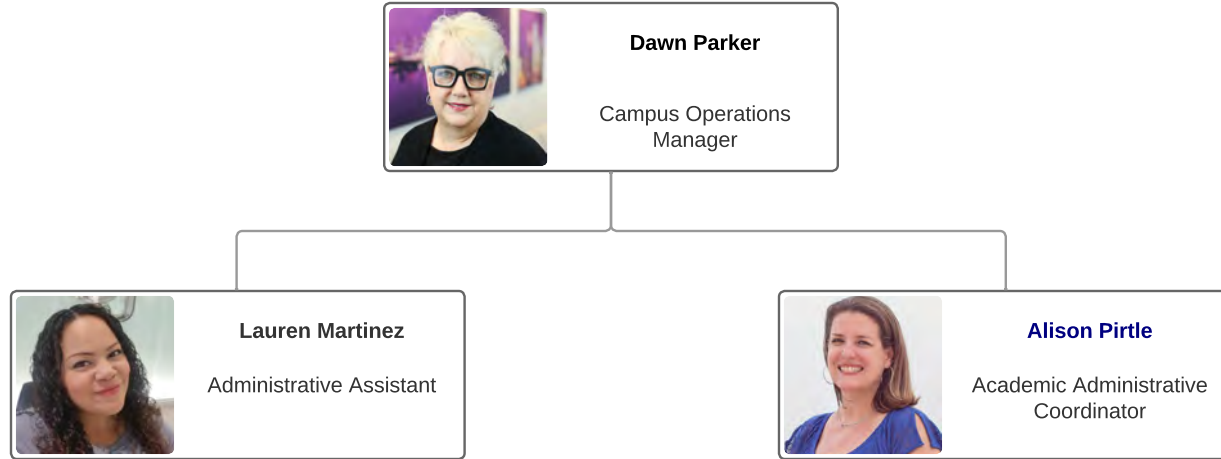 Dawn Parker
Campus Operations
Manager
Lauren Martinez
Administrative Assistant
Alison Pirtle
Academic Administrative
Coordinator